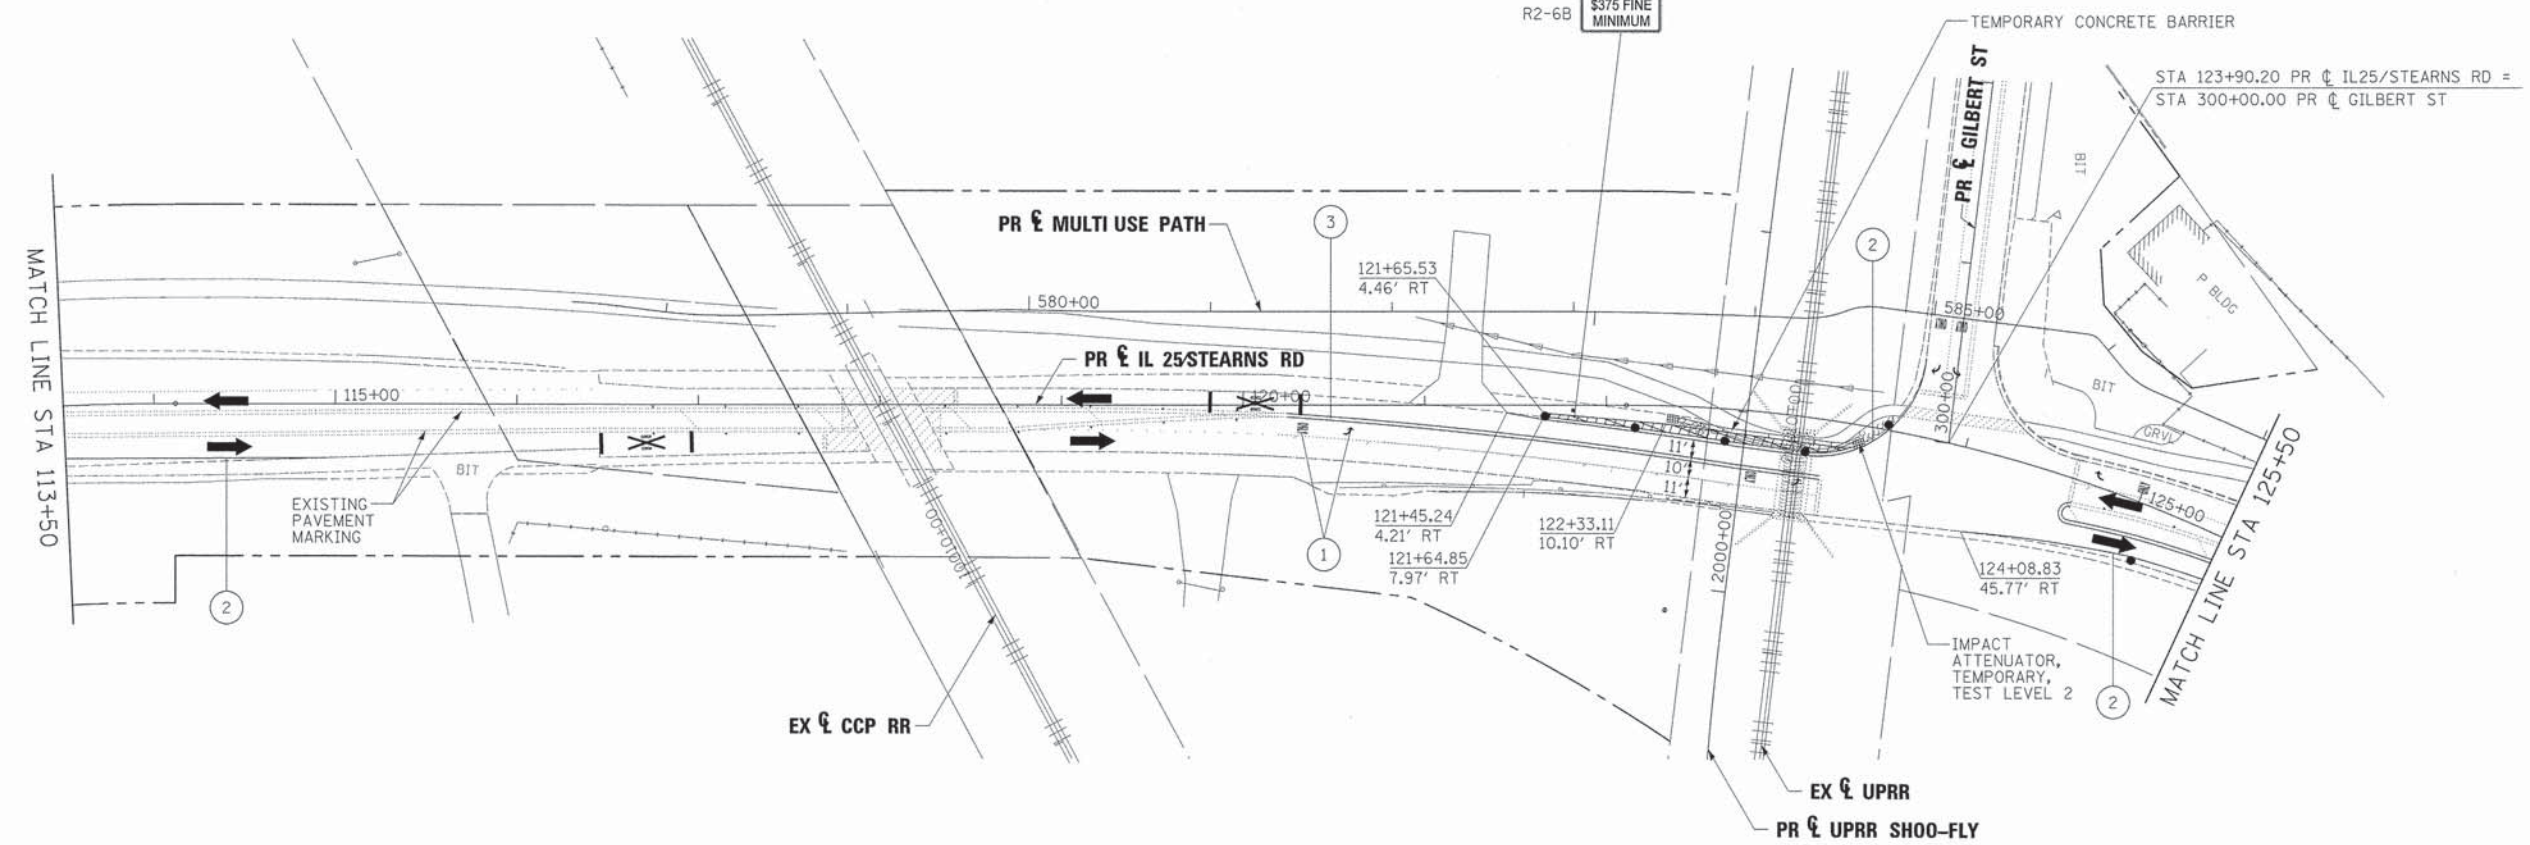 R2-6B
$375 FINE
MINIMUM
TEMPORARY CONCRETE BARRIER
PR ℄ GILBERT ST
STA 123+90.20 PR ℄ IL25/STEARNS RD =
STA 300+00.00 PR ℄ GILBERT ST
BIT
P BLDG
PR ℄ MULTI USE PATH
3
2
121+65.53
4.46' RT
580+00
585+00
MATCH LINE STA 113+50
PR ℄ IL 25/STEARNS RD
115+00
120+00
300+00
BIT
GRVL
11'
10'
11'
BIT
EXISTING
PAVEMENT
MARKING
121+45.24
4.21' RT
121+64.85
7.97' RT
122+33.11
10.10' RT
12000+00
125+00
124+08.83
45.77' RT
MATCH LINE STA 125+50
1
2
IMPACT
ATTENUATOR,
TEMPORARY,
TEST LEVEL 2
2
EX ℄ CCP RR
EX ℄ UPRR
PR ℄ UPRR SHOO-FLY